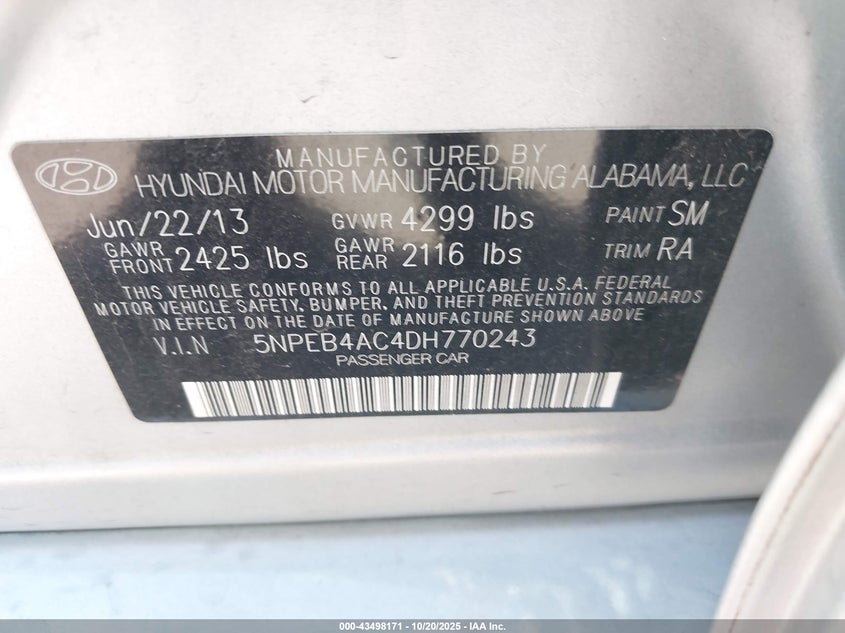 MANUFACTURED BY
HYUNDAI MOTOR MANUFACTURING ALABAMA, LLC
Jun/22/13 GVWR 4299 lbs PAINT SM
GAWR FRONT 2425 lbs GAWR REAR 2116 lbs TRIM RA
THIS VEHICLE CONFORMS TO ALL APPLICABLE U.S.A. FEDERAL
MOTOR VEHICLE SAFETY, BUMPER, AND THEFT PREVENTION STANDARDS
IN EFFECT ON THE DATE OF MANUFACTURE SHOWN ABOVE
V.I.N 5NPEB4AC4DH770243
PASSENGER CAR
000-43498171 - 10/20/2025 - IAA Inc.